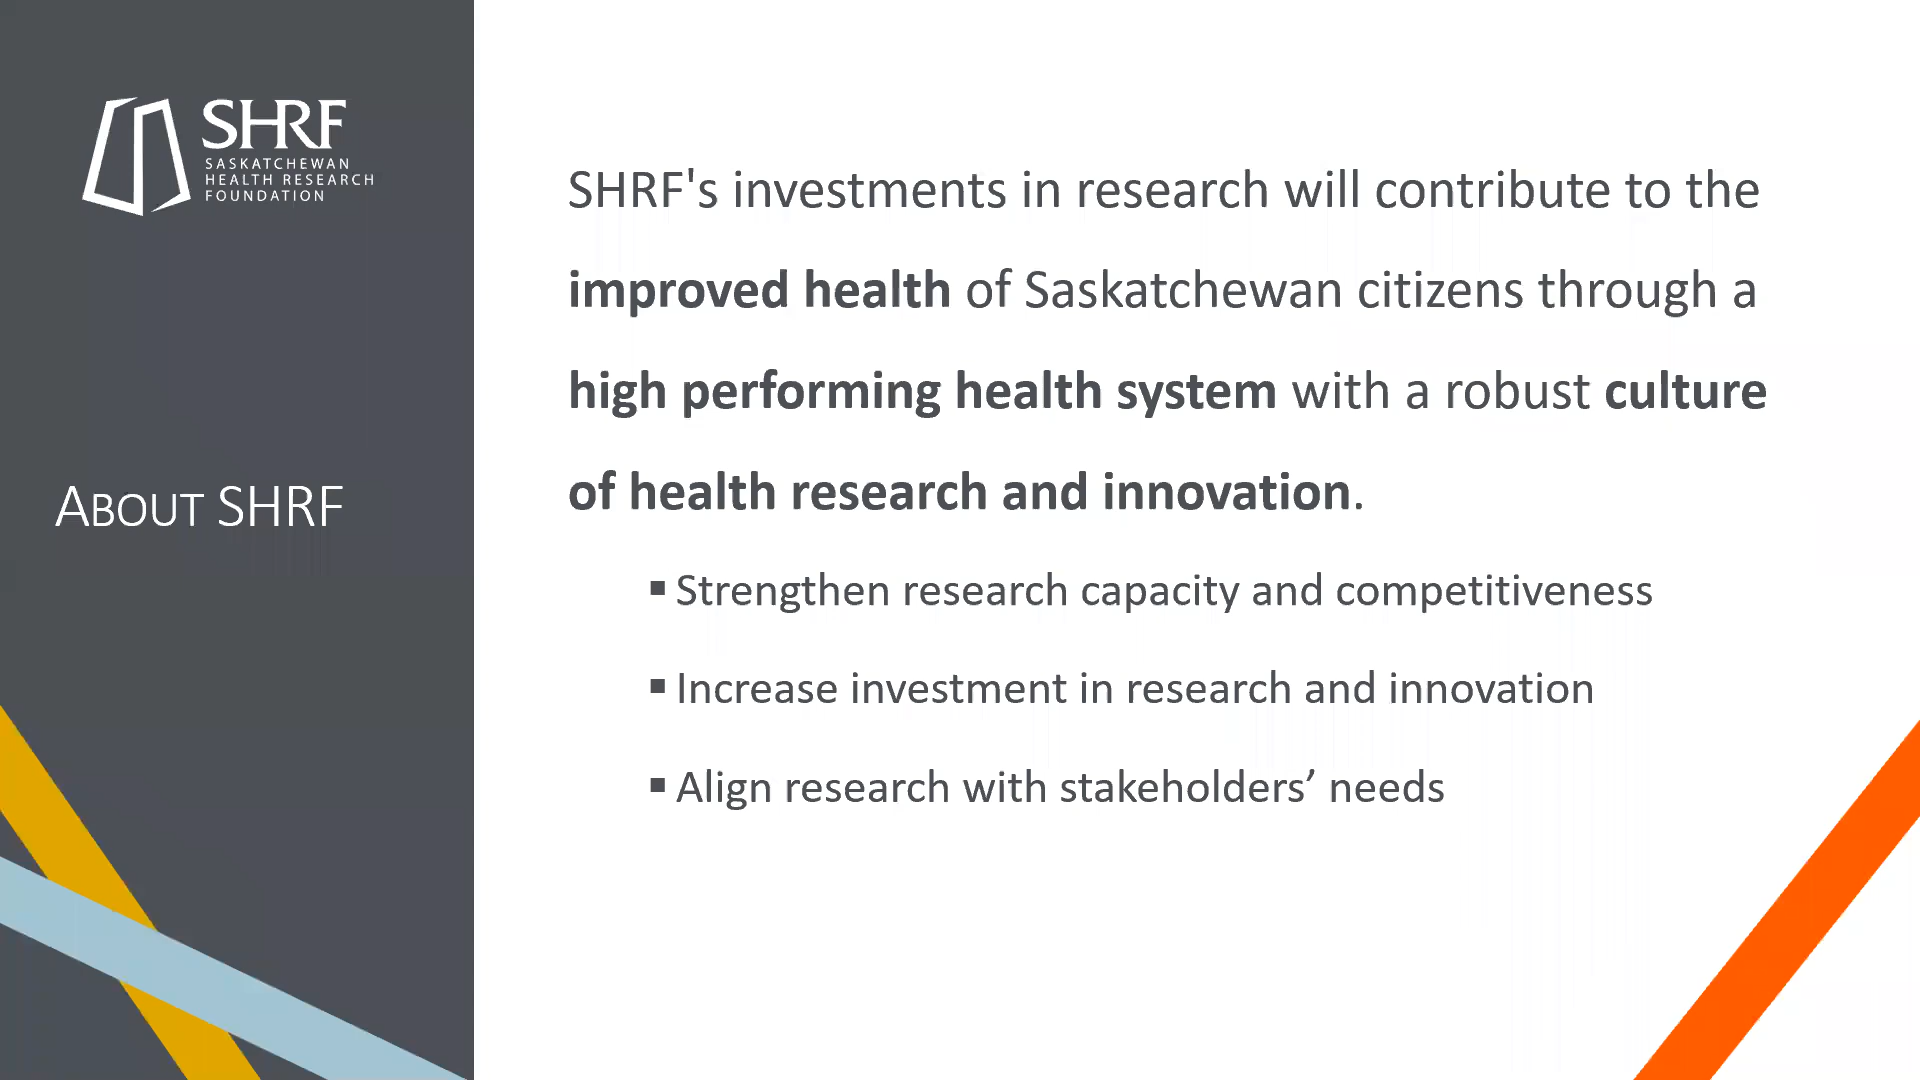 SHRF
SASKATCHEWAN
HEALTH RESEARCH
FOUNDATION
ABOUT SHRF
SHRF's investments in research will contribute to the
improved health of Saskatchewan citizens through a
high performing health system with a robust culture
of health research and innovation.
▪ Strengthen research capacity and competitiveness
▪ Increase investment in research and innovation
▪ Align research with stakeholders’ needs